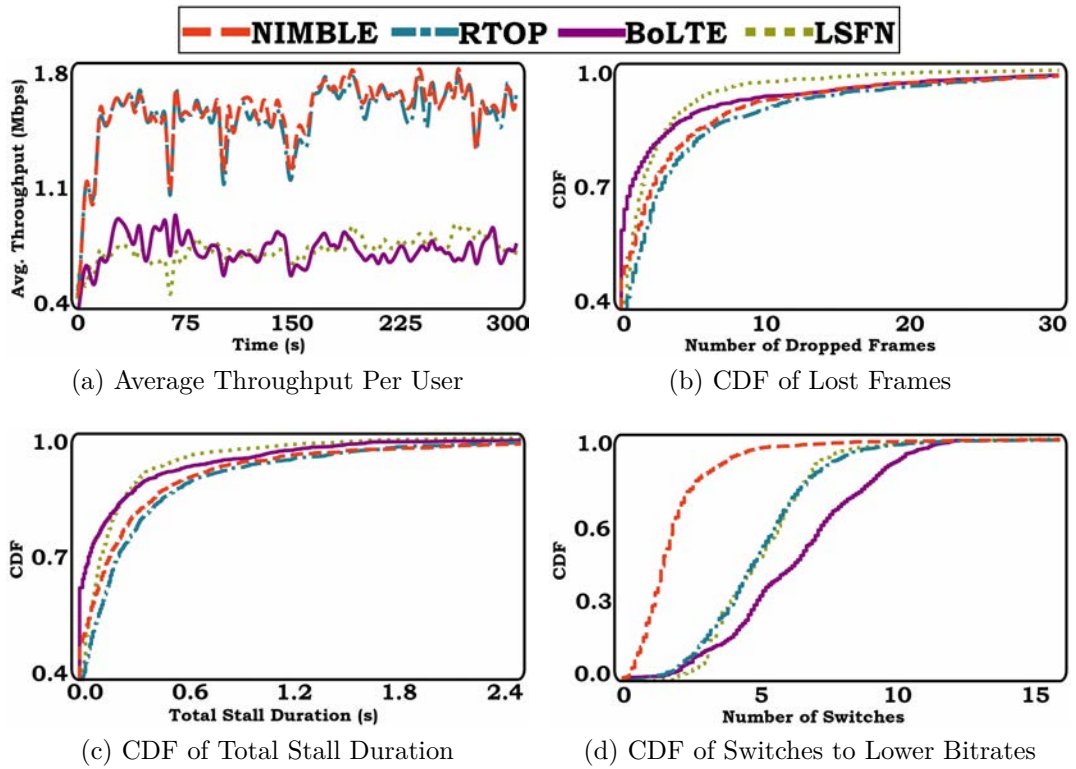 NIMBLE RTOP BoLTE LSFN
Avg. Throughput (Mbps)
1.8
1.1
0.4
0 75 150 225 300
Time (s)
(a) Average Throughput Per User
CDF
1.0
0.7
0.4
0 10 20 30
Number of Dropped Frames
(b) CDF of Lost Frames
CDF
1.0
0.7
0.4
0.0 0.6 1.2 1.8 2.4
Total Stall Duration (s)
(c) CDF of Total Stall Duration
CDF
1.0
0.6
0.3
0.0
0 5 10 15
Number of Switches
(d) CDF of Switches to Lower Bitrates